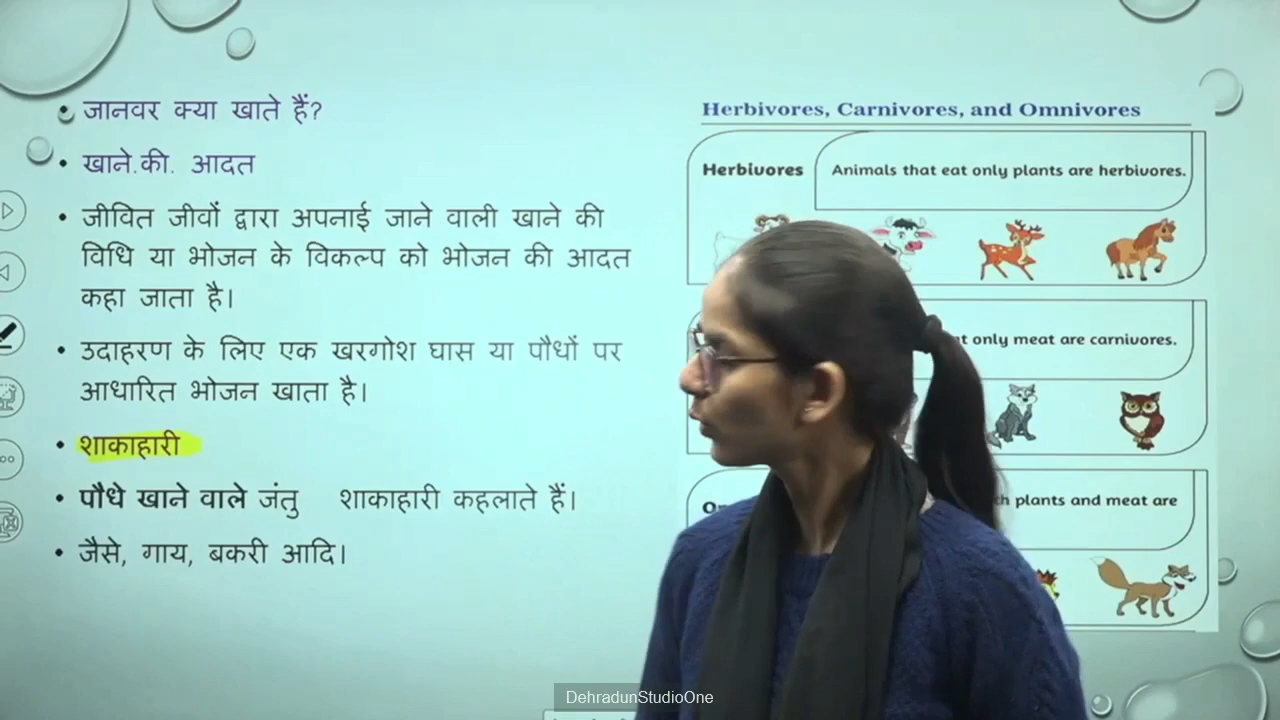 जानवर क्या खाते हैं?
खाने.की. आदत
जीवित जीवों द्वारा अपनाई जाने वाली खाने की
विधि या भोजन के विकल्प को भोजन की आदत
कहा जाता है।
उदाहरण के लिए एक खरगोश घास या पौधों पर
आधारित भोजन खाता है।
शाकाहारी
पौधे खाने वाले जंतु शाकाहारी कहलाते हैं।
जैसे, गाय, बकरी आदि।
Herbivores, Carnivores, and Omnivores
Herbivores
Animals that eat only plants are herbivores.
only meat are carnivores.
plants and meat are
DehradunStudioOne